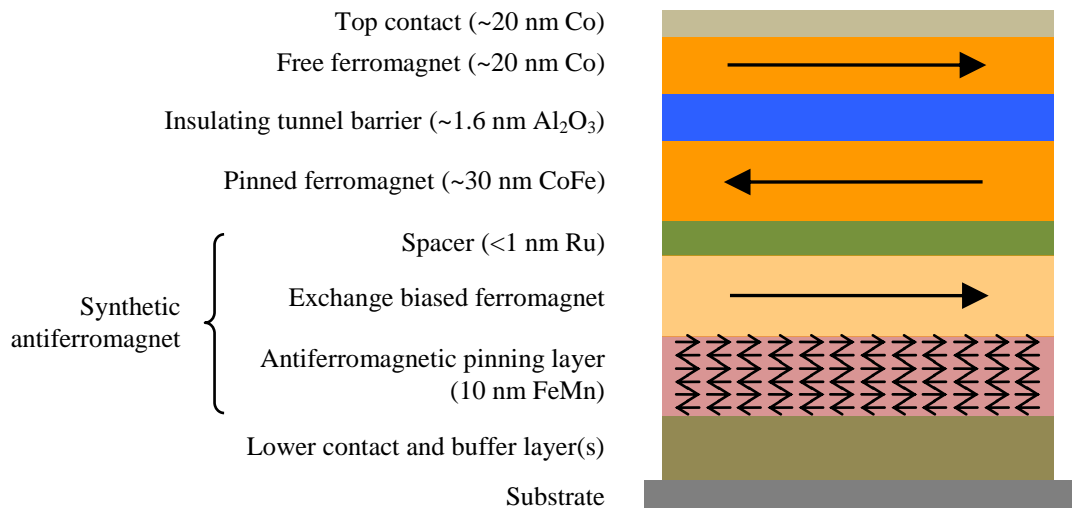 Top contact (~20 nm Co)
Free ferromagnet (~20 nm Co)
Insulating tunnel barrier (~1.6 nm Al₂O₃)
Pinned ferromagnet (~30 nm CoFe)
Spacer (<1 nm Ru)
Exchange biased ferromagnet
Synthetic
antiferromagnet
Antiferromagnetic pinning layer
(10 nm FeMn)
Lower contact and buffer layer(s)
Substrate